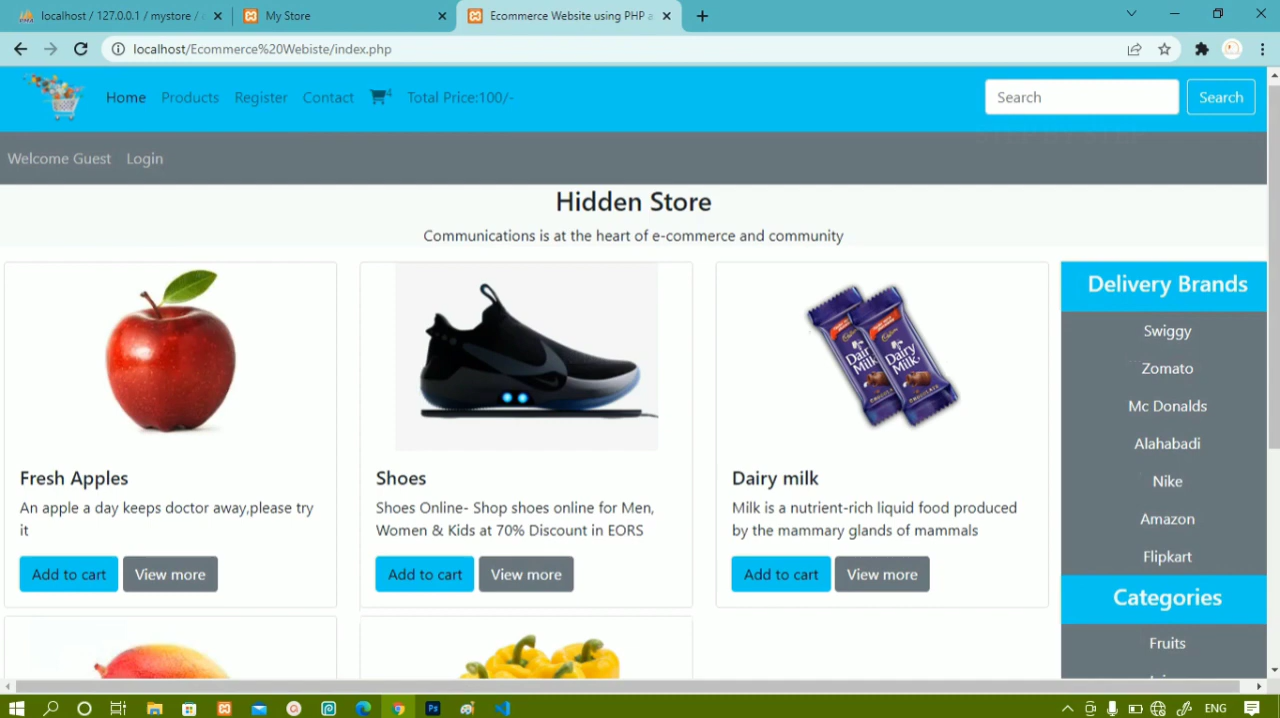 localhost / 127.0.0.1 / mystore /
My Store
Ecommerce Website using PHP
localhost/Ecommerce%20Webiste/index.php
Home Products Register Contact 4 Total Price:100/-
Search Search
Welcome Guest Login
Hidden Store
Communications is at the heart of e-commerce and community
Fresh Apples
An apple a day keeps doctor away,please try
it
Add to cart View more
Shoes
Shoes Online- Shop shoes online for Men,
Women & Kids at 70% Discount in EORS
Add to cart View more
Dairy Milk
Dairy Milk
Dairy milk
Milk is a nutrient-rich liquid food produced
by the mammary glands of mammals
Add to cart View more
Delivery Brands
Swiggy
Zomato
Mc Donalds
Alahabadi
Nike
Amazon
Flipkart
Categories
Fruits
ENG